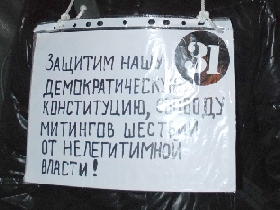 ЗАЩИТИМ НАШУ 31
ДЕМОКРАТИЧЕСКУЮ
КОНСТИТУЦИЮ, СВОБОДУ
МИТИНГОВ ШЕСТВИЙ
ОТ НЕЛЕГИТИМНОЙ
ВЛАСТИ!